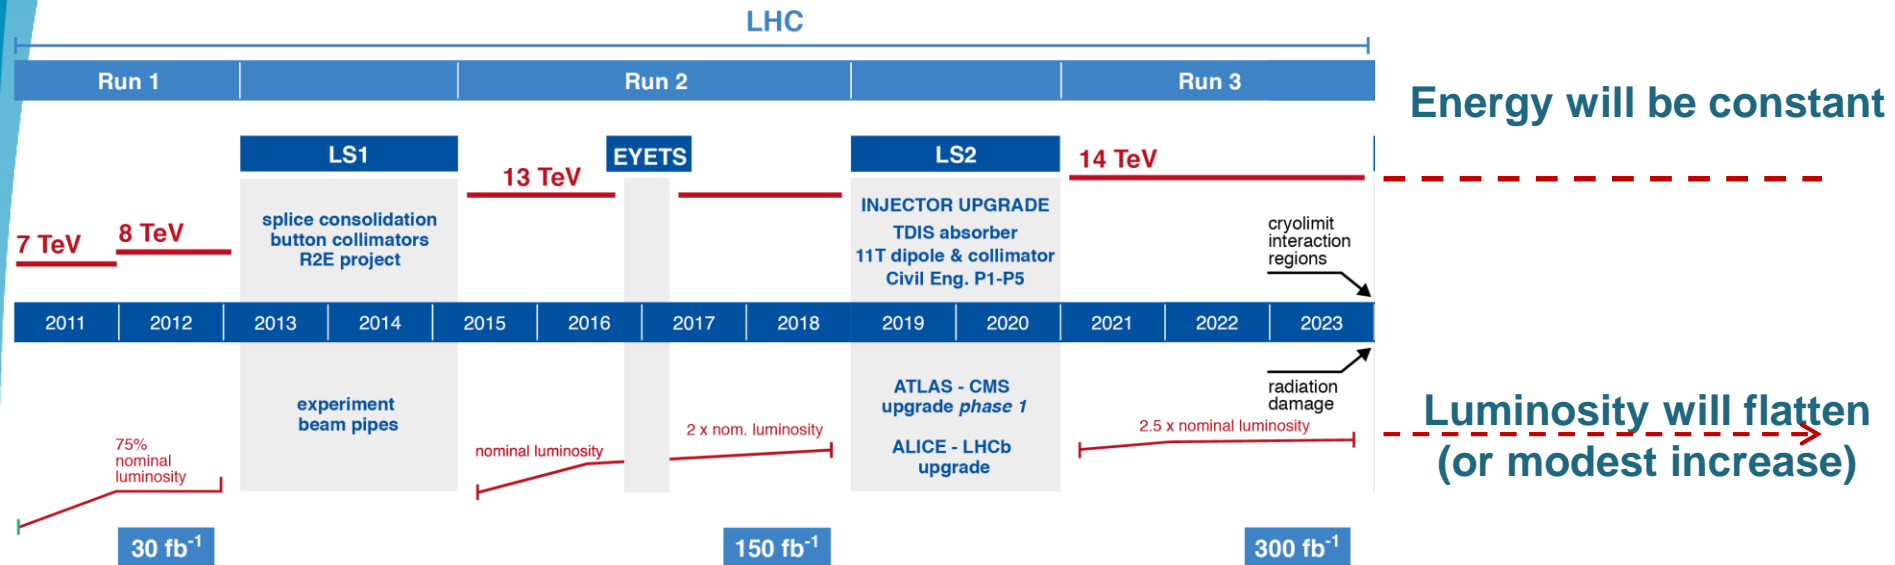 LHC
Run 1
Run 2
Run 3
Energy will be constant
LS1
EYETS
LS2
14 TeV
13 TeV
7 TeV
8 TeV
splice consolidation
button collimators
R2E project
INJECTOR UPGRADE
TDIS absorber
11T dipole & collimator
Civil Eng. P1-P5
cryolimit
interaction
regions
2011
2012
2013
2014
2015
2016
2017
2018
2019
2020
2021
2022
2023
experiment
beam pipes
ATLAS - CMS
upgrade phase 1
ALICE - LHCb
upgrade
radiation
damage
75%
nominal
luminosity
nominal luminosity
2 x nom. luminosity
2.5 x nominal luminosity
Luminosity will flatten
(or modest increase)
30 fb-1
150 fb-1
300 fb-1